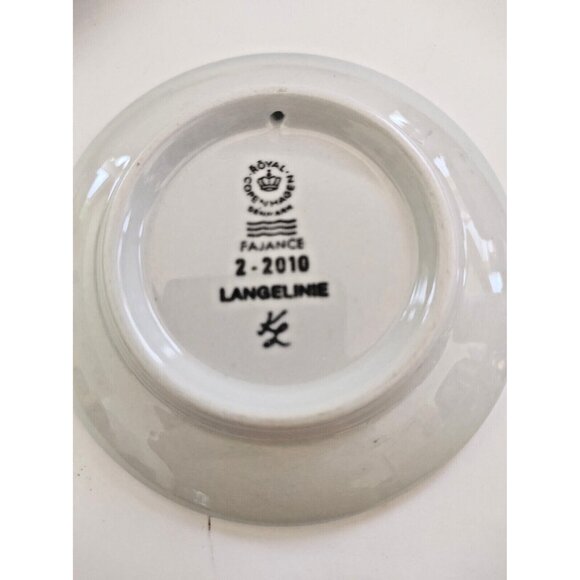 ROYAL
COPENHAGEN
DENMARK
FAJANCE
2-2010
LANGELINIE